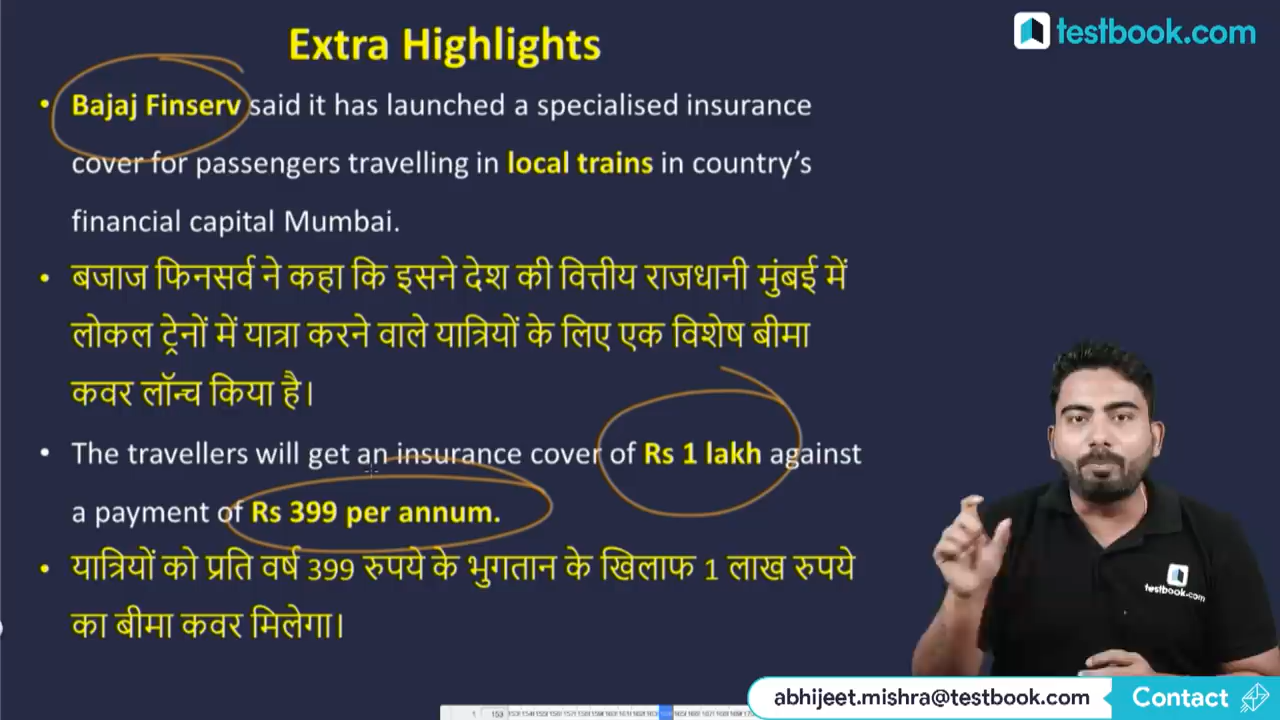 Extra Highlights
testbook.com
• Bajaj Finserv said it has launched a specialised insurance
cover for passengers travelling in local trains in country's
financial capital Mumbai.
• बजाज फिनसर्व ने कहा कि इसने देश की वित्तीय राजधानी मुंबई में
लोकल ट्रेनों में यात्रा करने वाले यात्रियों के लिए एक विशेष बीमा
कवर लॉन्च किया है।
• The travellers will get an insurance cover of Rs 1 lakh against
a payment of Rs 399 per annum.
• यात्रियों को प्रति वर्ष 399 रुपये के भुगतान के खिलाफ 1 लाख रुपये
का बीमा कवर मिलेगा।
testbook.com
abhijeet.mishra@testbook.com Contact